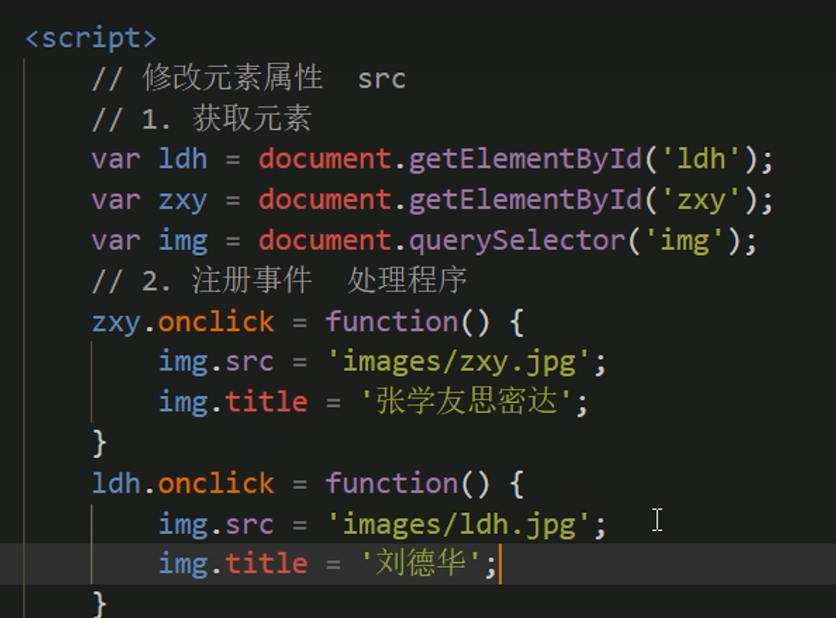 <script>
// 修改元素属性  src
// 1. 获取元素
var ldh = document.getElementById('ldh');
var zxy = document.getElementById('zxy');
var img = document.querySelector('img');
// 2. 注册事件  处理程序
zxy.onclick = function() {
img.src = 'images/zxy.jpg';
img.title = '张学友思密达';
}
ldh.onclick = function() {
img.src = 'images/ldh.jpg';
img.title = '刘德华';
}